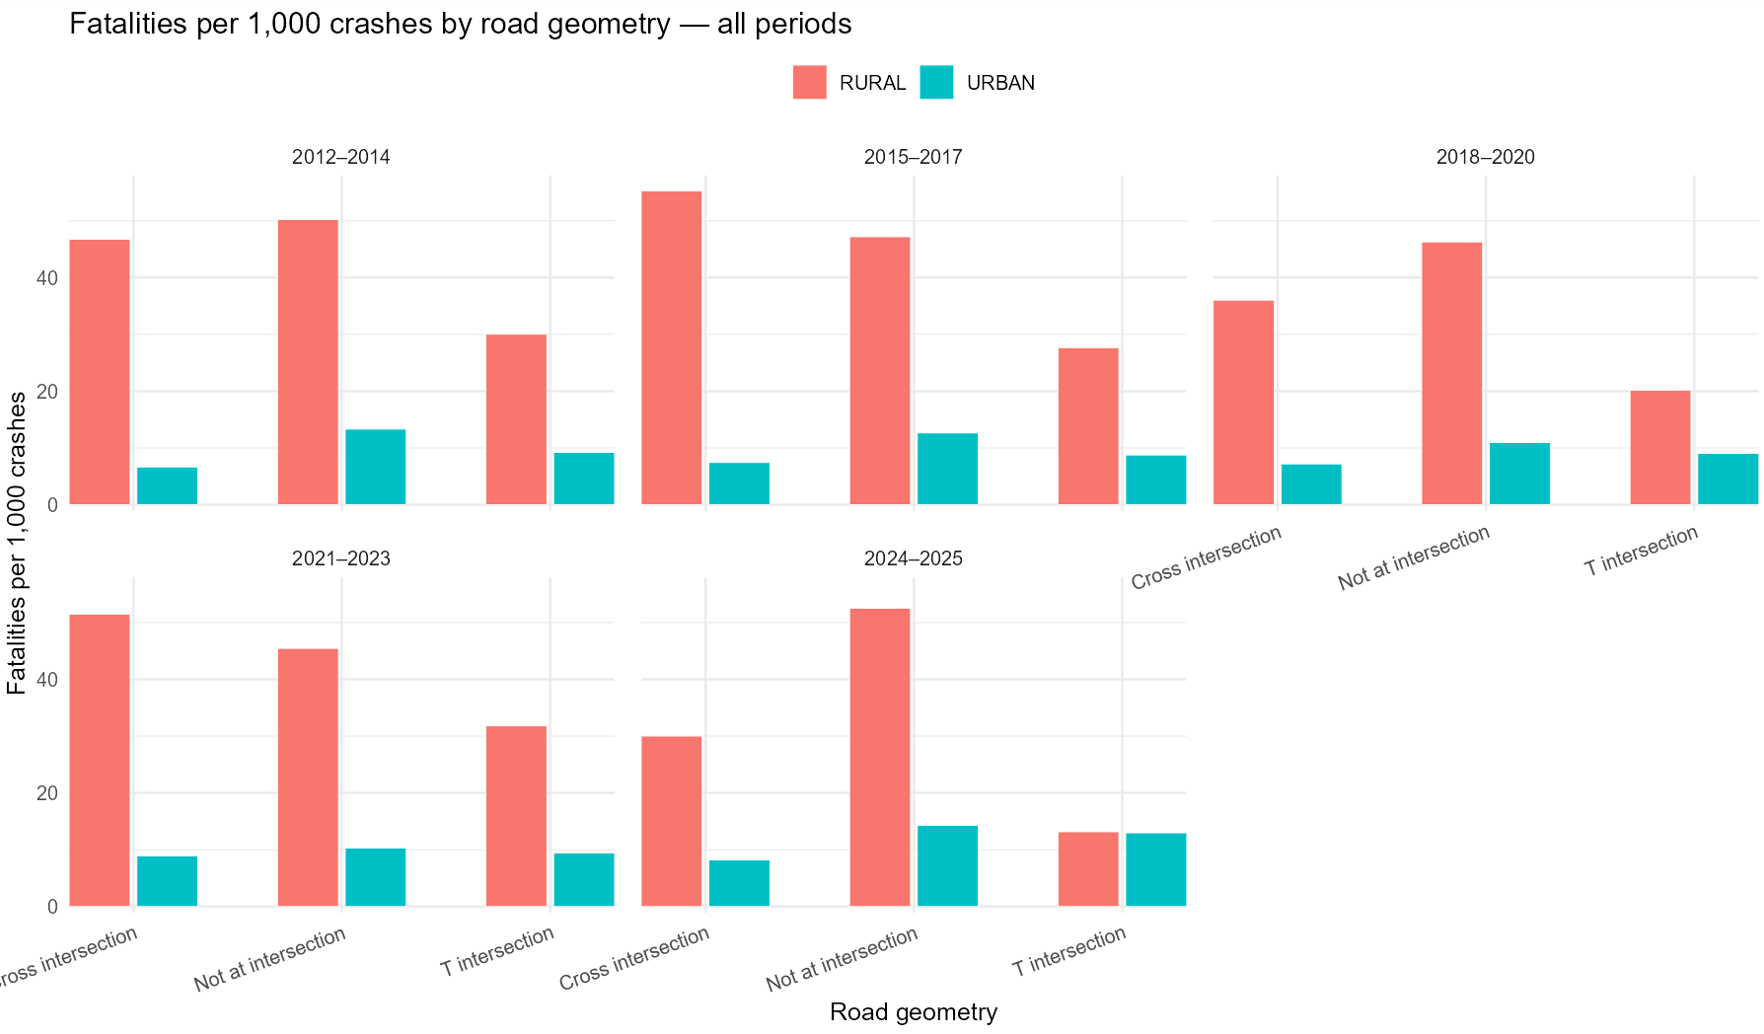 Fatalities per 1,000 crashes by road geometry — all periods
RURAL URBAN
2012–2014 2015–2017 2018–2020
40
20
0
Cross intersection Not at intersection T intersection
2021–2023 2024–2025
40
20
0
ross intersection Not at intersection T intersection Cross intersection Not at intersection T intersection
Fatalities per 1,000 crashes
Road geometry